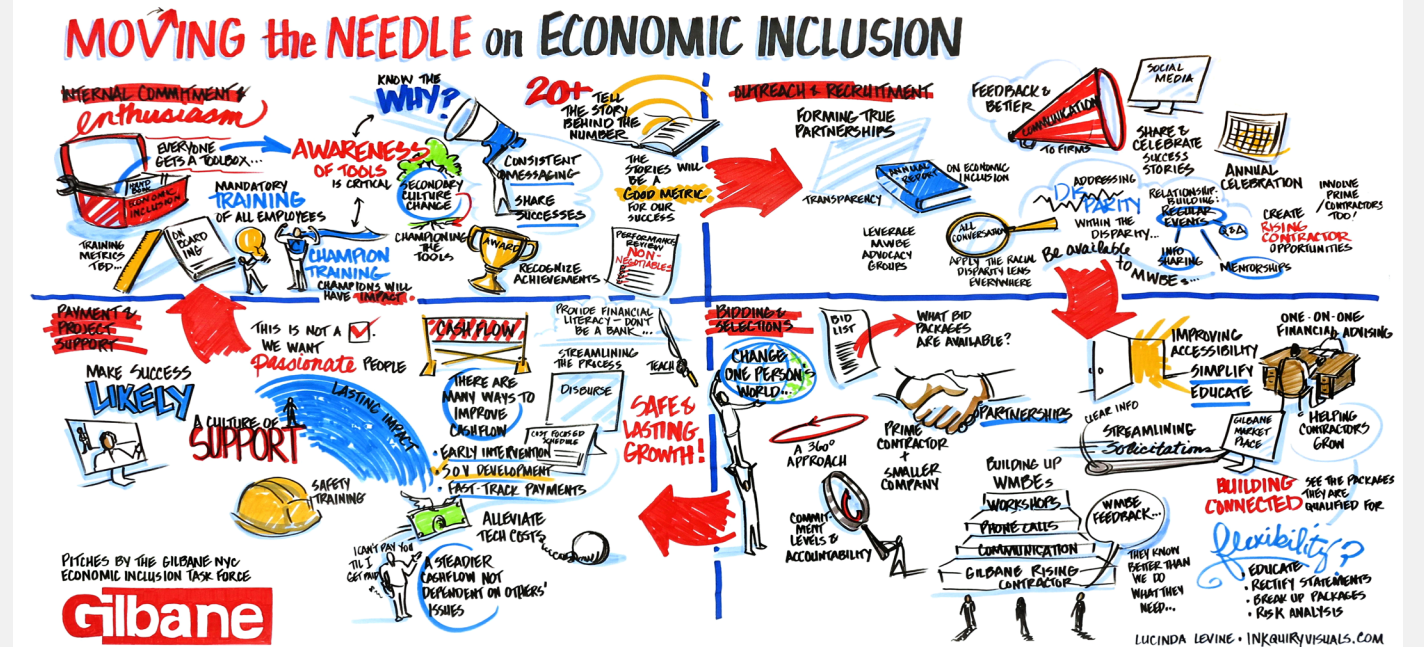 MOVING the NEEDLE on ECONOMIC INCLUSION
INTERNAL COMMITMENT &
enthusiasm
EVERYONE
GETS A TOOLBOX...
HAND
BOOK
ECONOMIC
INCLUSION
MANDATORY
TRAINING
OF ALL EMPLOYEES
TRAINING
METRICS
TBD...
ON
BOARD
ING
KNOW THE
WHY?
AWARENESS
OF TOOLS
IS CRITICAL
CHAMPION
TRAINING
CHAMPIONS WILL
HAVE IMPACT.
SECONDARY
CULTURE
CHANGE
CHAMPIONING
THE
TOOLS
CONSISTENT
MESSAGING
SHARE
SUCCESSES
AWARD
RECOGNIZE
ACHIEVEMENTS
20+ TELL
THE STORY
BEHIND THE
NUMBER
THE
STORIES WILL
BE A
GOOD METRIC
FOR OUR
SUCCESS
PERFORMANCE
REVIEW
NON-
NEGOTIABLES
OUTREACH & RECRUITMENT
FORMING TRUE
PARTNERSHIPS
TRANSPARENCY
ANNUAL
REPORT
ON ECONOMIC
INCLUSION
LEVERAGE
MWBE
ADVOCACY
GROUPS
ALL
CONVERSATION
APPLY THE RACIAL
DISPARITY LENS
EVERYWHERE
FEEDBACK &
BETTER
COMMUNICATION
TO FIRMS
ADDRESSING
DISPARITY
WITHIN THE
DISPARITY...
Be available
to MWBEs...
SOCIAL
MEDIA
SHARE &
CELEBRATE
SUCCESS
STORIES
ANNUAL
CELEBRATION
RELATIONSHIP-
BUILDING:
REGULAR
EVENTS
Q&A
INFO
SHARING
MENTORSHIPS
INVOLVE
PRIME
CONTRACTORS
TOO!
CREATE
RISING
CONTRACTOR
OPPORTUNITIES
PAYMENT &
PROJECT
SUPPORT
MAKE SUCCESS
LIKELY
THIS IS NOT A
WE WANT
passionate PEOPLE
A CULTURE OF
SUPPORT
LASTING IMPACT
SAFETY
TRAINING
CASH FLOW
THERE ARE
MANY WAYS TO
IMPROVE
CASHFLOW
• EARLY INTERVENTION
• SOV DEVELOPMENT
• FAST-TRACK PAYMENTS
PROVIDE FINANCIAL
LITERACY - DON'T
BE A BANK...
TEACH
STREAMLINING
THE PROCESS
DISBURSE
COST FOCUSED
SCHEDULE
SAFE &
LASTING
GROWTH!
ALLEVIATE
TECH COSTS
I CAN'T PAY YOU
TIL I
GET PAID
A STEADIER
CASHFLOW NOT
DEPENDENT ON OTHERS'
ISSUES
PITCHES BY THE GILBANE NYC
ECONOMIC INCLUSION TASK FORCE
Gilbane
BIDDING &
SELECTIONS
CHANGE
ONE PERSON'S
WORLD...
BID
LIST
WHAT BID
PACKAGES
ARE AVAILABLE?
A 360°
APPROACH
COMMIT-
MENT
LEVELS &
ACCOUNTABILITY
PARTNERSHIPS
PRIME
CONTRACTOR
+
SMALLER
COMPANY
BUILDING UP
WMBEs
WORKSHOPS
PHONE CALLS
COMMUNICATION
GILBANE RISING
CONTRACTOR
WMBE
FEEDBACK...
THEY KNOW
BETTER THAN
WE DO
WHAT THEY
NEED...
IMPROVING
ACCESSIBILITY
SIMPLIFY
EDUCATE
ONE-ON-ONE
FINANCIAL ADVISING
HELPING
CONTRACTORS
GROW
CLEAR INFO
STREAMLINING
Solicitations
GILBANE
MARKET
PLACE
BUILDING
CONNECTED
SEE THE PACKAGES
THEY ARE
QUALIFIED FOR
flexibility?
• EDUCATE
• RECTIFY STATEMENTS
• BREAK UP PACKAGES
• RISK ANALYSIS
LUCINDA LEVINE • INKQUIRYVISUALS.COM